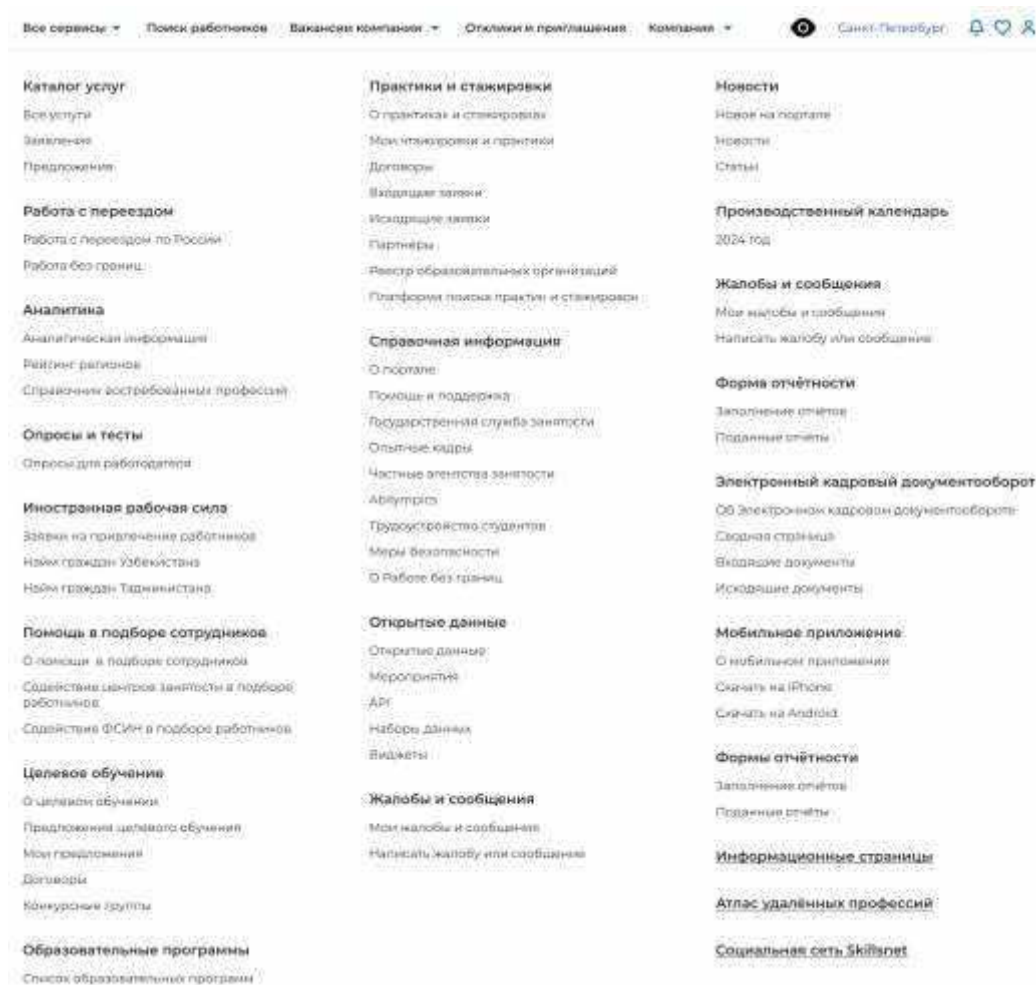 Все сервисы
Поиск работников
Вакансии компании
Отклики и приглашения
Компания
Санкт-Петербург
Каталог услуг
Все услуги
Заявления
Предложения
Работа с переездом
Работа с переездом по России
Работа без границ
Аналитика
Аналитическая информация
Рейтинг регионов
Справочник востребованных профессий
Опросы и тесты
Опросы для работодателя
Иностранная рабочая сила
Заявки на привлечение работников
Найм граждан Узбекистана
Найм граждан Таджикистана
Помощь в подборе сотрудников
О помощи в подборе сотрудников
Содействие центров занятости в подборе
работников
Содействие ФСИН в подборе работников
Целевое обучение
О целевом обучении
Предложения целевого обучения
Мои предложения
Договоры
Конкурсные группы
Образовательные программы
Список образовательных программ
Практики и стажировки
О практиках и стажировках
Мои стажировки и практики
Договоры
Входящие заявки
Исходящие заявки
Партнёры
Реестр образовательных организаций
Платформа поиска практик и стажировок
Справочная информация
О портале
Помощь и поддержка
Государственная служба занятости
Опытные кадры
Частные агентства занятости
Abilympics
Трудоустройство студентов
Меры безопасности
О Работе без границ
Открытые данные
Открытые данные
Мероприятия
API
Наборы данных
Виджеты
Жалобы и сообщения
Мои жалобы и сообщения
Написать жалобу или сообщение
Новости
Новое на портале
Новости
Статьи
Производственный календарь
2024 год
Жалобы и сообщения
Мои жалобы и сообщения
Написать жалобу или сообщение
Форма отчётности
Заполнение отчётов
Поданные отчёты
Электронный кадровый документооборот
Об Электронном кадровом документообороте
Сводная страница
Входящие документы
Исходящие документы
Мобильное приложение
О мобильном приложении
Скачать на iPhone
Скачать на Android
Формы отчётности
Заполнение отчётов
Поданные отчёты
Информационные страницы
Атлас удалённых профессий
Социальная сеть Skillsnet